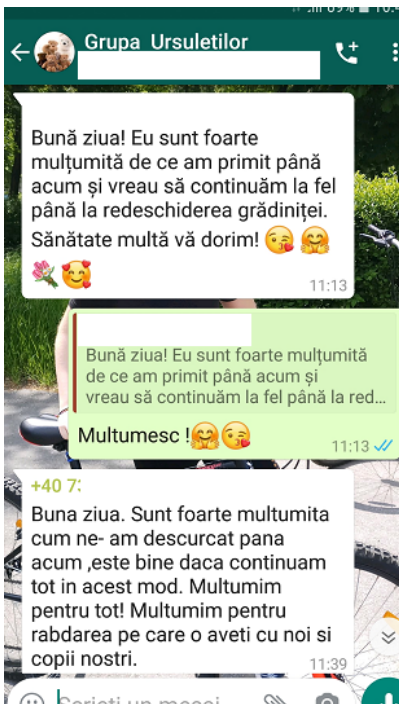 Grupa Ursuletilor
Bună ziua! Eu sunt foarte
mulțumită de ce am primit până
acum și vreau să continuăm la fel
până la redeschiderea grădiniței.
Sănătate multă vă dorim! 😘 🤗
💐🥰
11:13
Bună ziua! Eu sunt foarte mulțumită
de ce am primit până acum și
vreau să continuăm la fel până la red...
Multumesc !🤗😘
11:13
+40 7
Buna ziua. Sunt foarte multumita
cum ne- am descurcat pana
acum ,este bine daca continuam
tot in acest mod. Multumim
pentru tot! Multumim pentru
rabdarea pe care o aveti cu noi si
copii nostri.
11:39